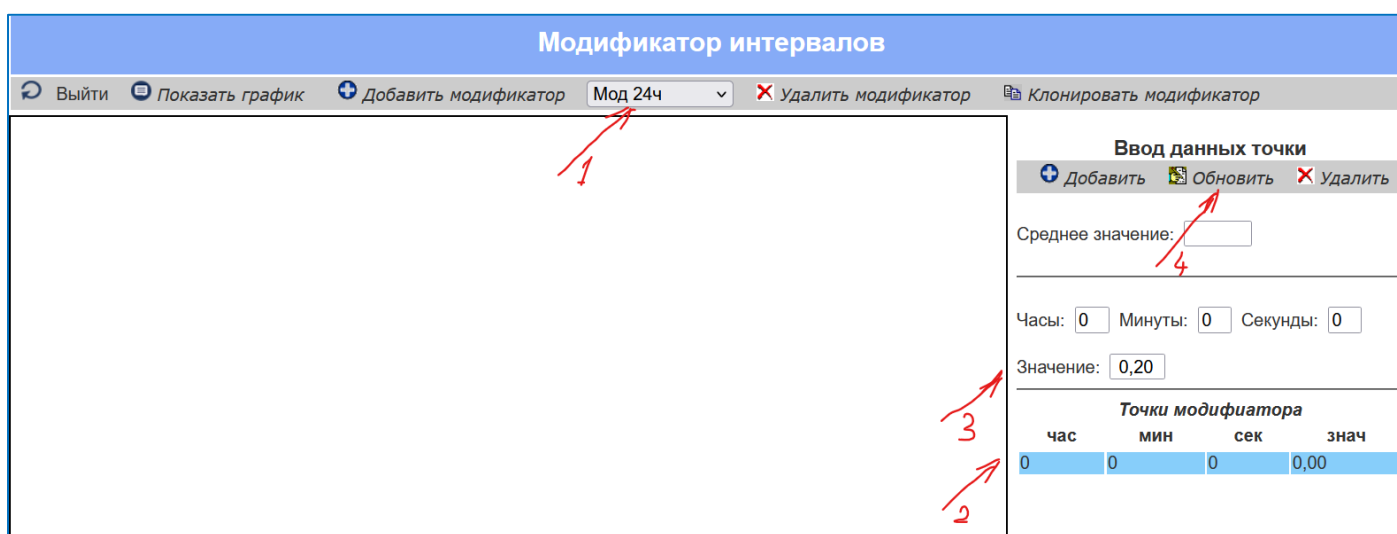 Модификатор интервалов
Выйти Показать график Добавить модификатор Мод 24ч Удалить модификатор Клонировать модификатор
1
Ввод данных точки
Добавить Обновить Удалить
Среднее значение:
4
Часы: 0 Минуты: 0 Секунды: 0
Значение: 0,20
3
Точки модифиатора
час мин сек знач
0 0 0 0,00
2